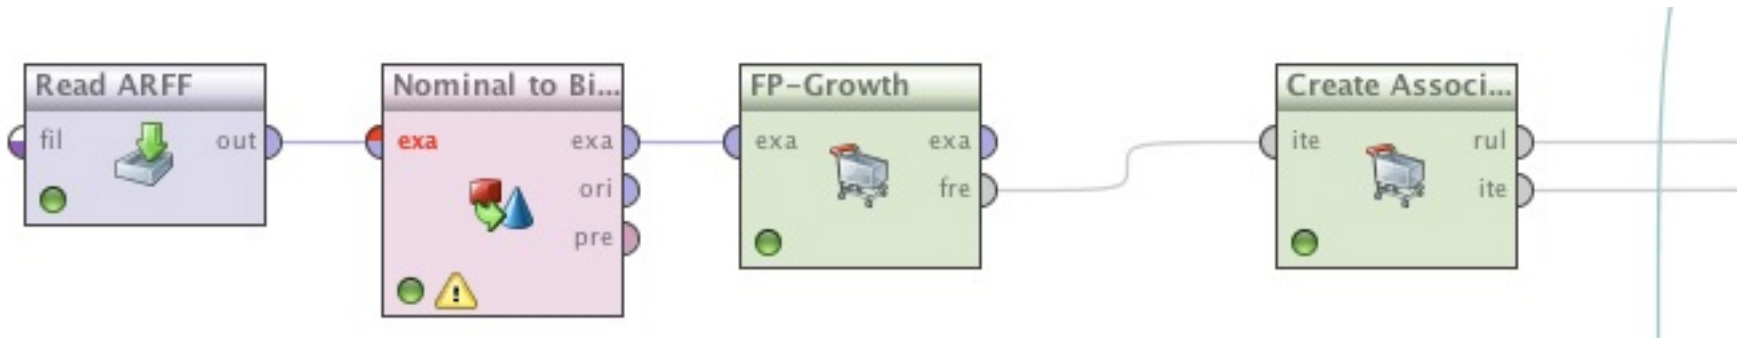 Read ARFF
fil
out
Nominal to Bi...
exa
exa
ori
pre
FP-Growth
exa
exa
fre
Create Associ...
ite
rul
ite